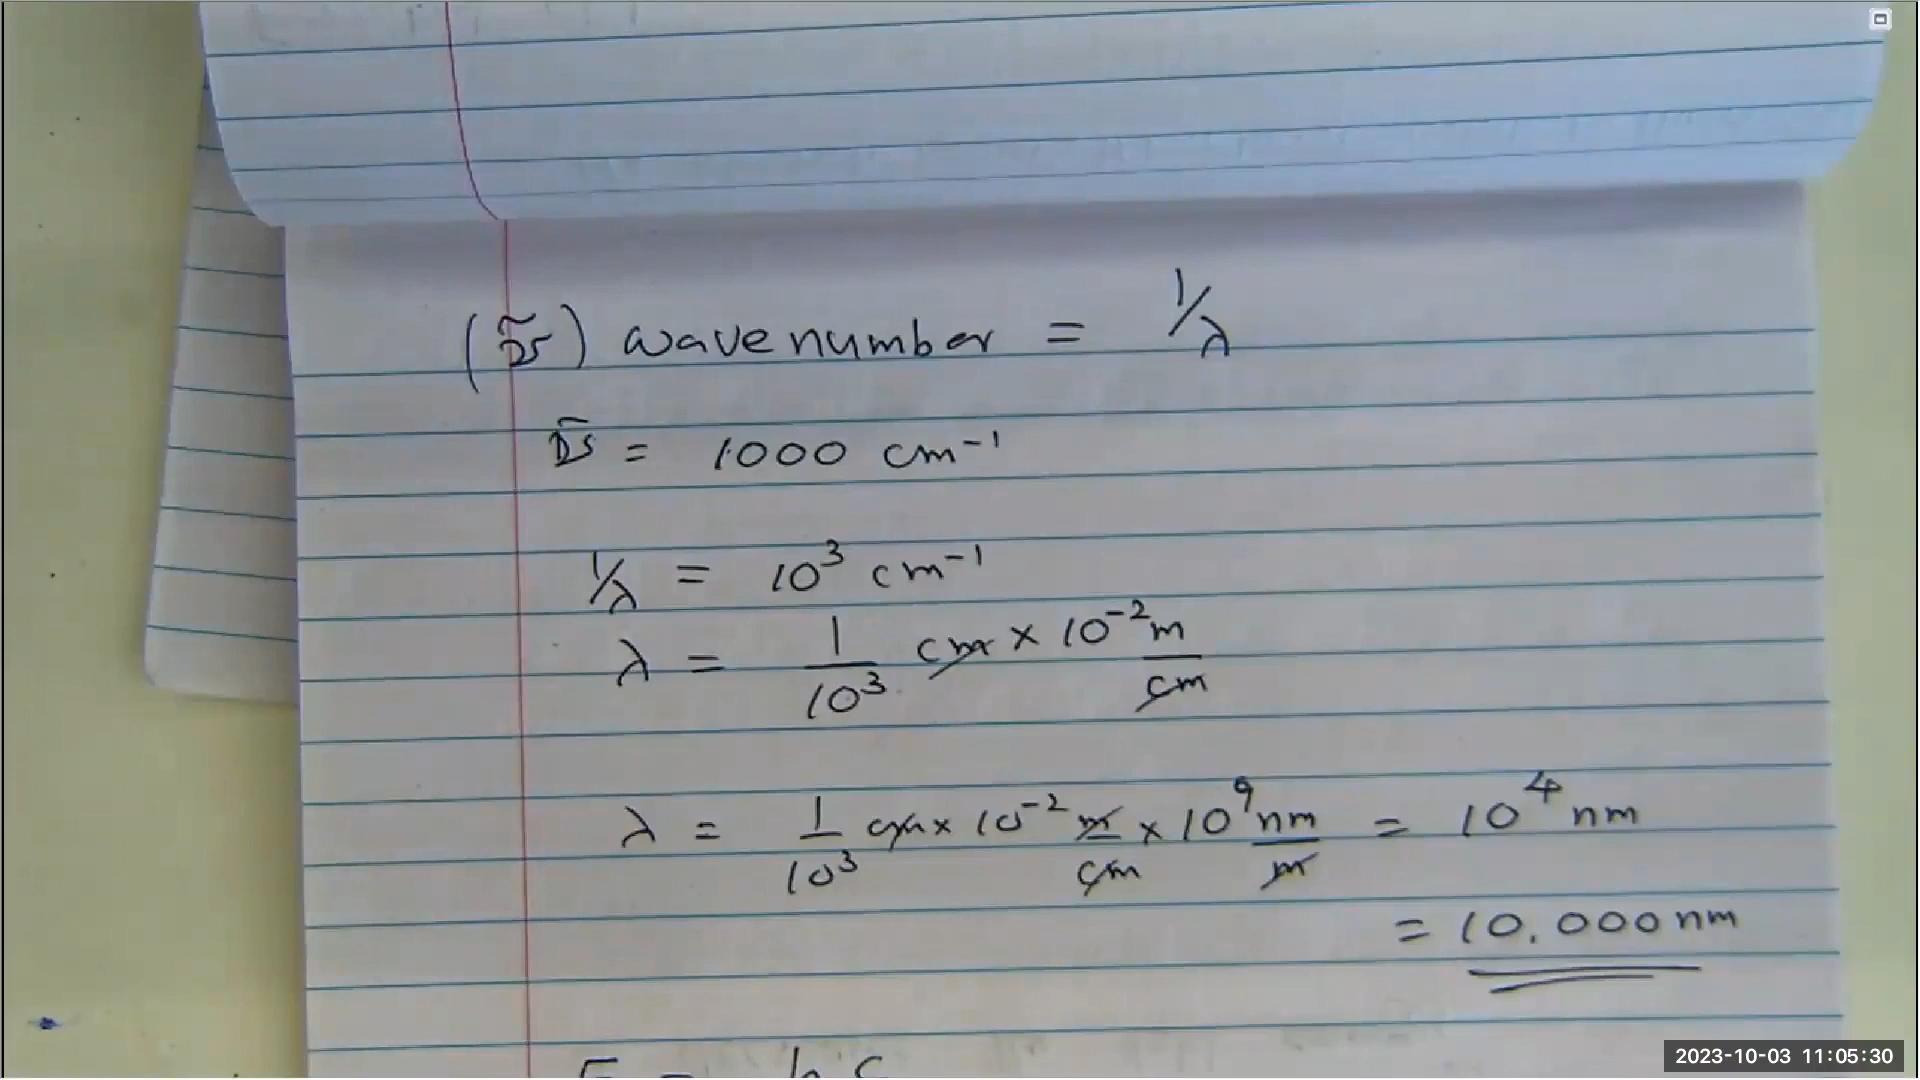 (ῡ) wavenumber = 1/λ
ῡ = 1000 cm⁻¹
1/λ = 10³ cm⁻¹
λ = 1/10³ cm × 10⁻² m/cm
λ = 1/10³ cm × 10⁻² m/cm × 10⁹ nm/m = 10⁴ nm
= 10,000 nm
2023-10-03 11:05:30